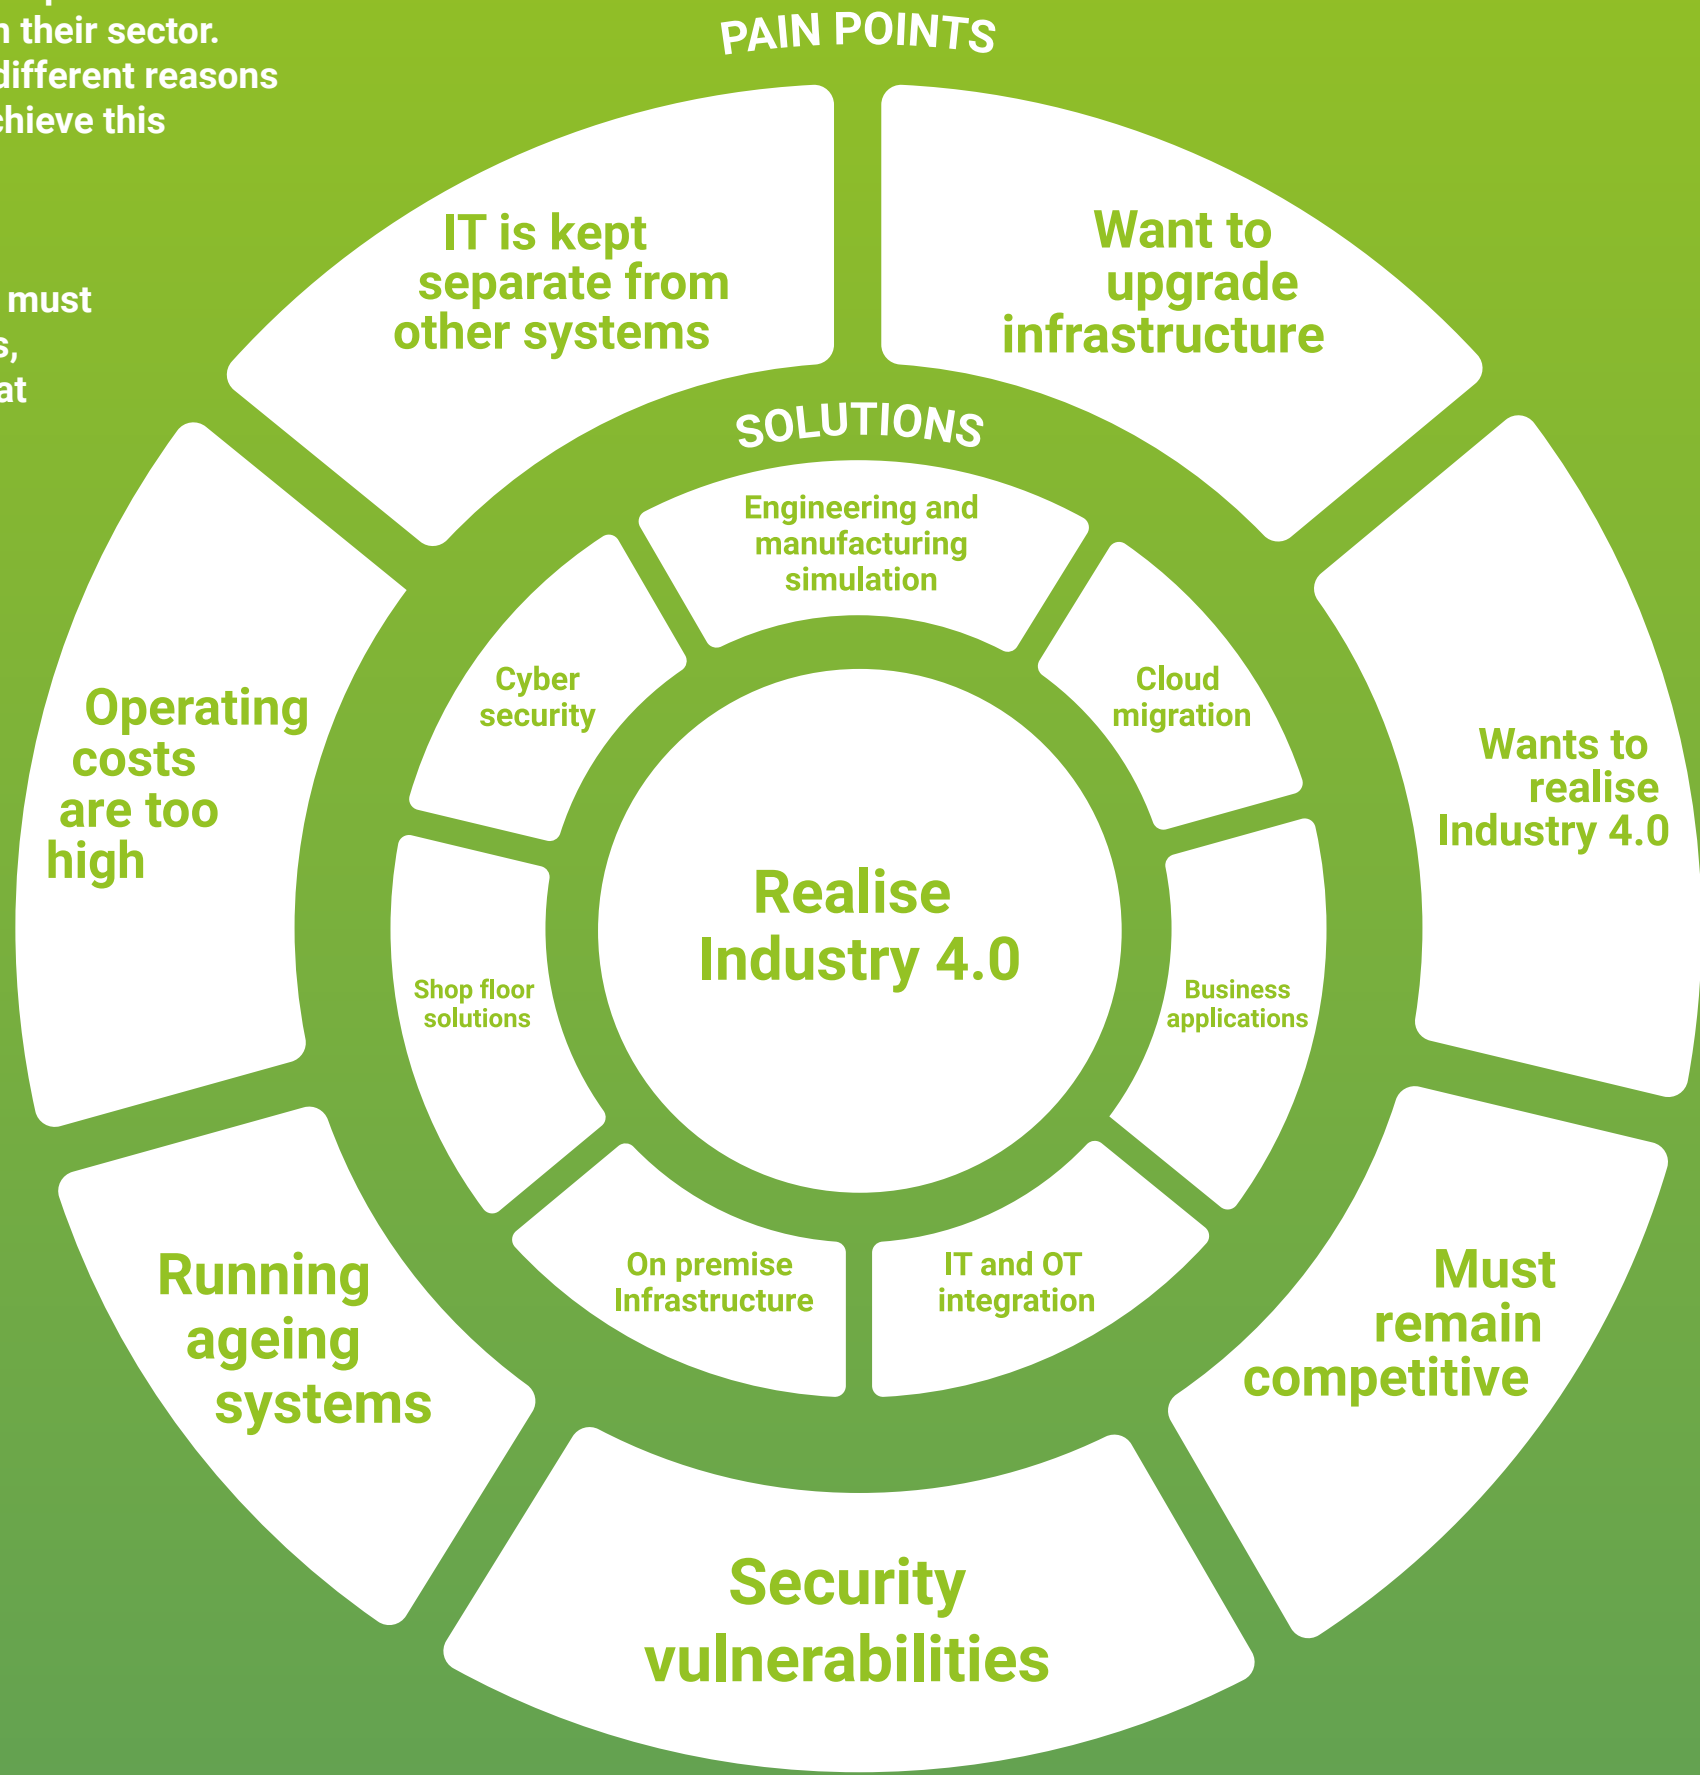 n their sector.
different reasons
chieve this
must
s,
at
PAIN POINTS
IT is kept
separate from
other systems
Want to
upgrade
infrastructure
Wants to
realise
Industry 4.0
Must
remain
competitive
Security
vulnerabilities
Running
ageing
systems
Operating
costs
are too
high
SOLUTIONS
Engineering and
manufacturing
simulation
Cloud
migration
Business
applications
IT and OT
integration
On premise
Infrastructure
Shop floor
solutions
Cyber
security
Realise
Industry 4.0